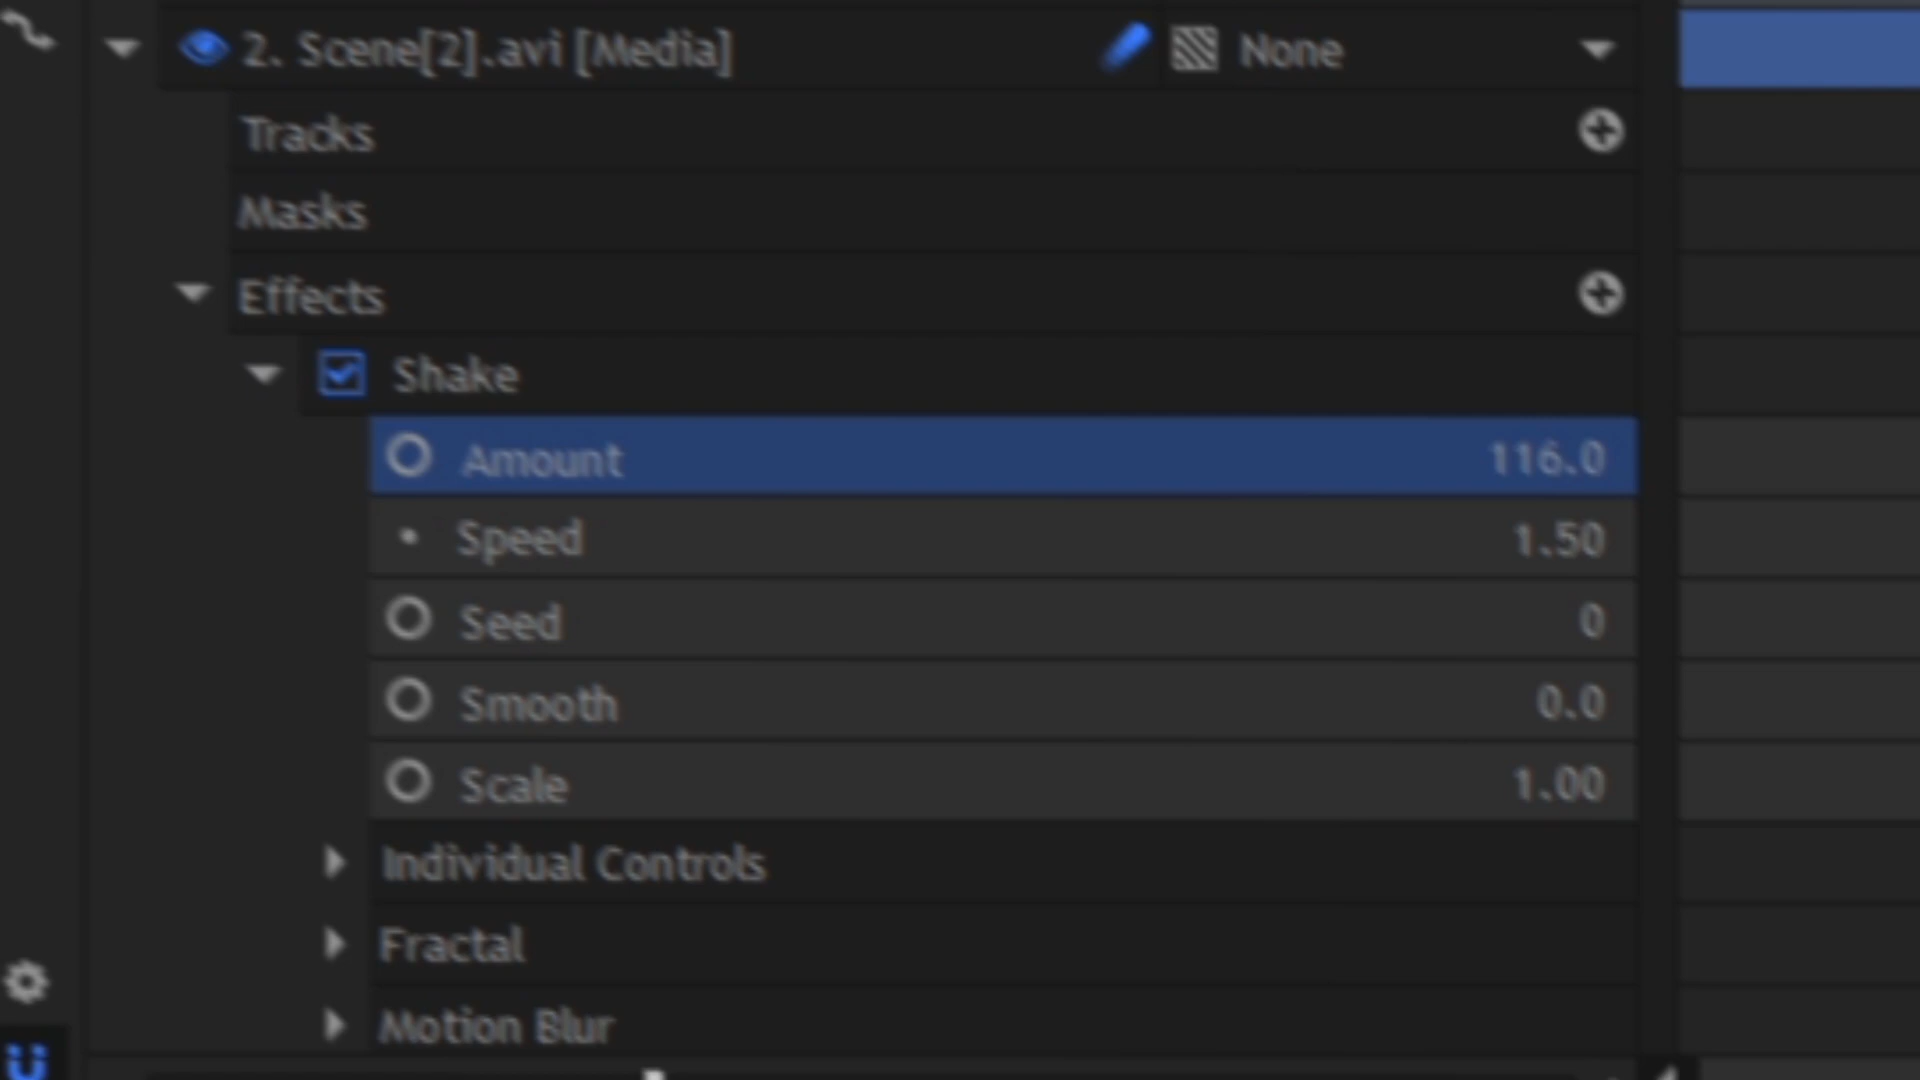 2. Scene[2].avi [Media] None
Tracks
Masks
Effects
Shake
Amount 116.0
Speed 1.50
Seed 0
Smooth 0.0
Scale 1.00
Individual Controls
Fractal
Motion Blur